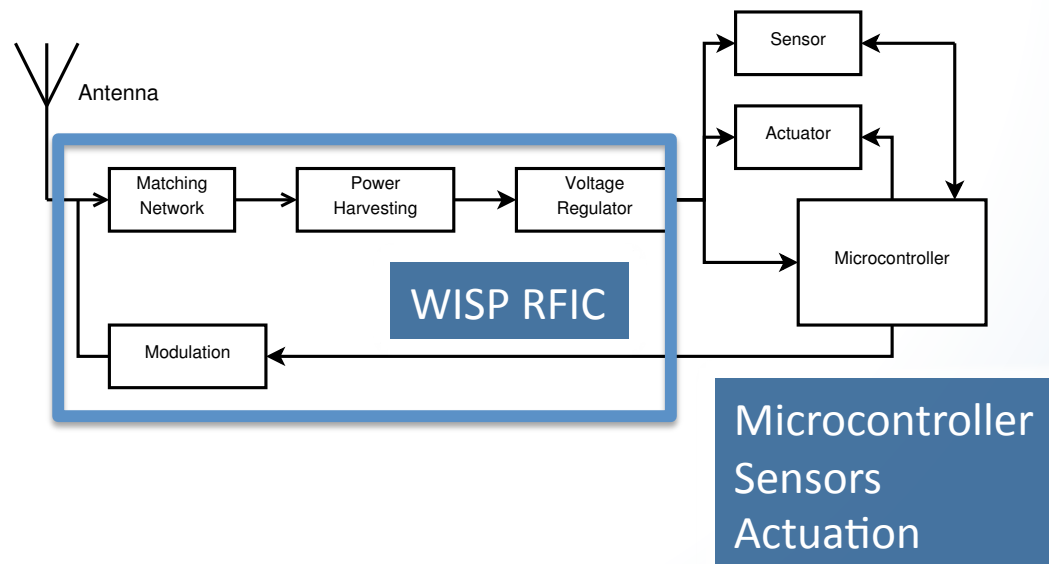 Sensor
Antenna
Actuator
Matching
Network
Power
Harvesting
Voltage
Regulator
Microcontroller
WISP RFIC
Modulation
Microcontroller
Sensors
Actuation